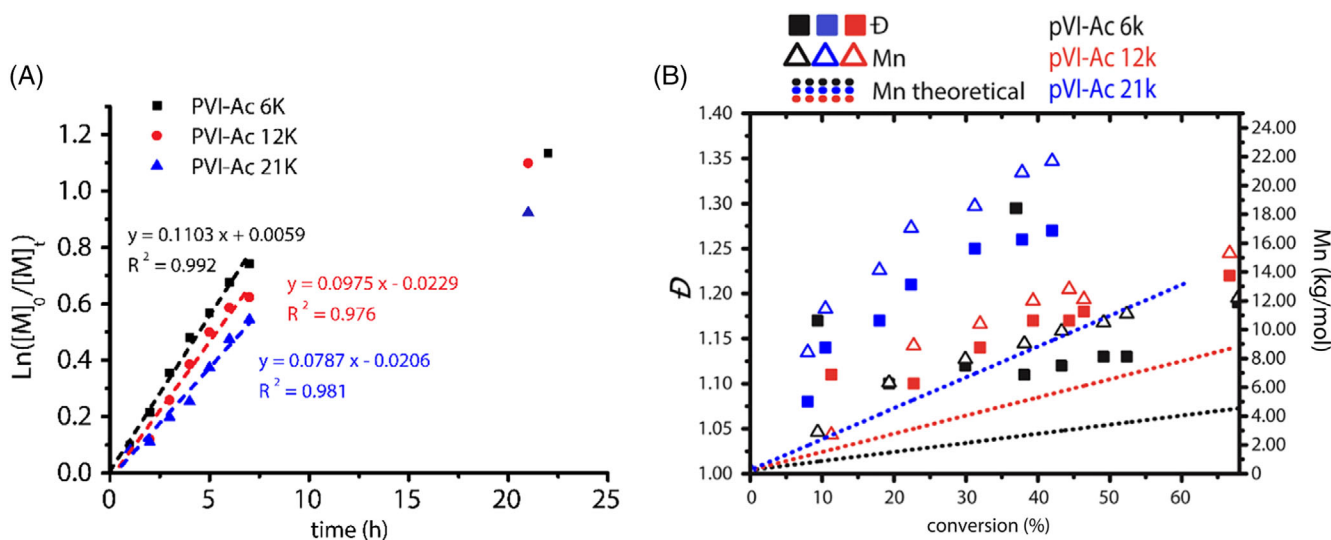 (A)
PVI-Ac 6K
PVI-Ac 12K
PVI-Ac 21K
Ln([M]0/[M]t)
1.2
1.0
0.8
0.6
0.4
0.2
0.0
y = 0.1103 x + 0.0059
R2 = 0.992
y = 0.0975 x - 0.0229
R2 = 0.976
y = 0.0787 x - 0.0206
R2 = 0.981
0 5 10 15 20 25
time (h)
(B)
Đ pVI-Ac 6k
Mn pVI-Ac 12k
Mn theoretical pVI-Ac 21k
Đ
1.40
1.35
1.30
1.25
1.20
1.15
1.10
1.05
1.00
24.00
22.00
20.00
18.00
16.00
14.00
12.00
10.00
8.00
6.00
4.00
2.00
0
Mn (kg/mol)
0 10 20 30 40 50 60
conversion (%)